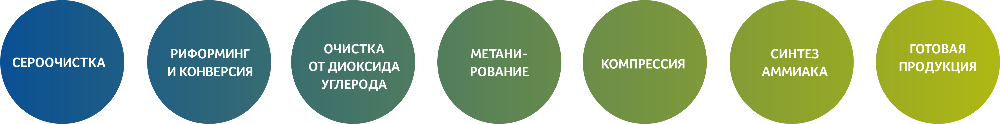 СЕРООЧИСТКА
РИФОРМИНГ
И КОНВЕРСИЯ
ОЧИСТКА
ОТ ДИОКСИДА
УГЛЕРОДА
МЕТАНИ-
РОВАНИЕ
КОМПРЕССИЯ
СИНТЕЗ
АММИАКА
ГОТОВАЯ
ПРОДУКЦИЯ